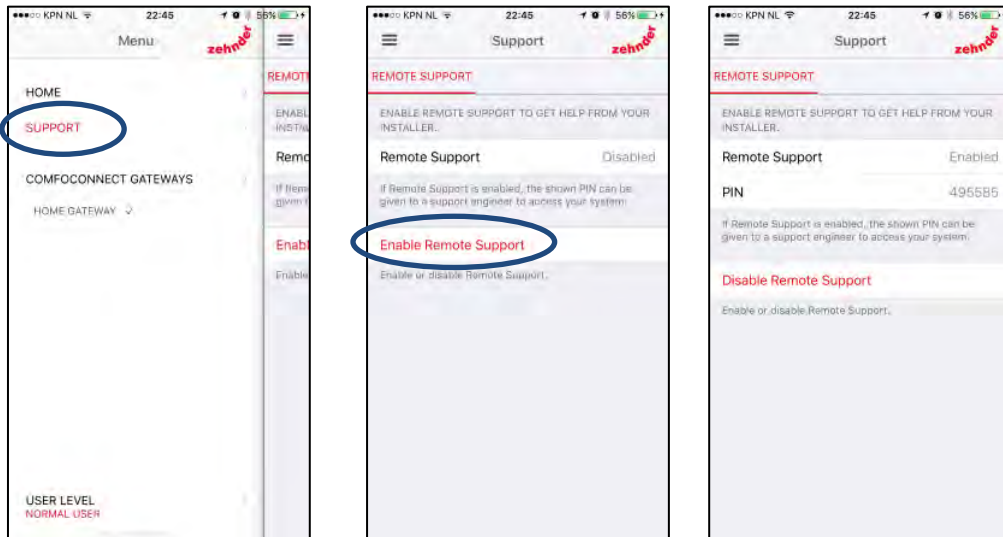 ●●●○○ KPN NL 22:45 56%
Menu
zehnder
HOME
SUPPORT
COMFOCONNECT GATEWAYS
HOME GATEWAY
USER LEVEL
NORMAL USER
REMOT
ENABL
INSTAL
Remo
If Remo
given t
Enabl
Enable
●●●○○ KPN NL 22:45 56%
Support
zehnder
REMOTE SUPPORT
ENABLE REMOTE SUPPORT TO GET HELP FROM YOUR
INSTALLER.
Remote Support Disabled
If Remote Support is enabled, the shown PIN can be
given to a support engineer to access your system.
Enable Remote Support
Enable or disable Remote Support.
●●●○○ KPN NL 22:45 56%
Support
zehnder
REMOTE SUPPORT
ENABLE REMOTE SUPPORT TO GET HELP FROM YOUR
INSTALLER.
Remote Support Enabled
PIN 495585
If Remote Support is enabled, the shown PIN can be
given to a support engineer to access your system.
Disable Remote Support
Enable or disable Remote Support.